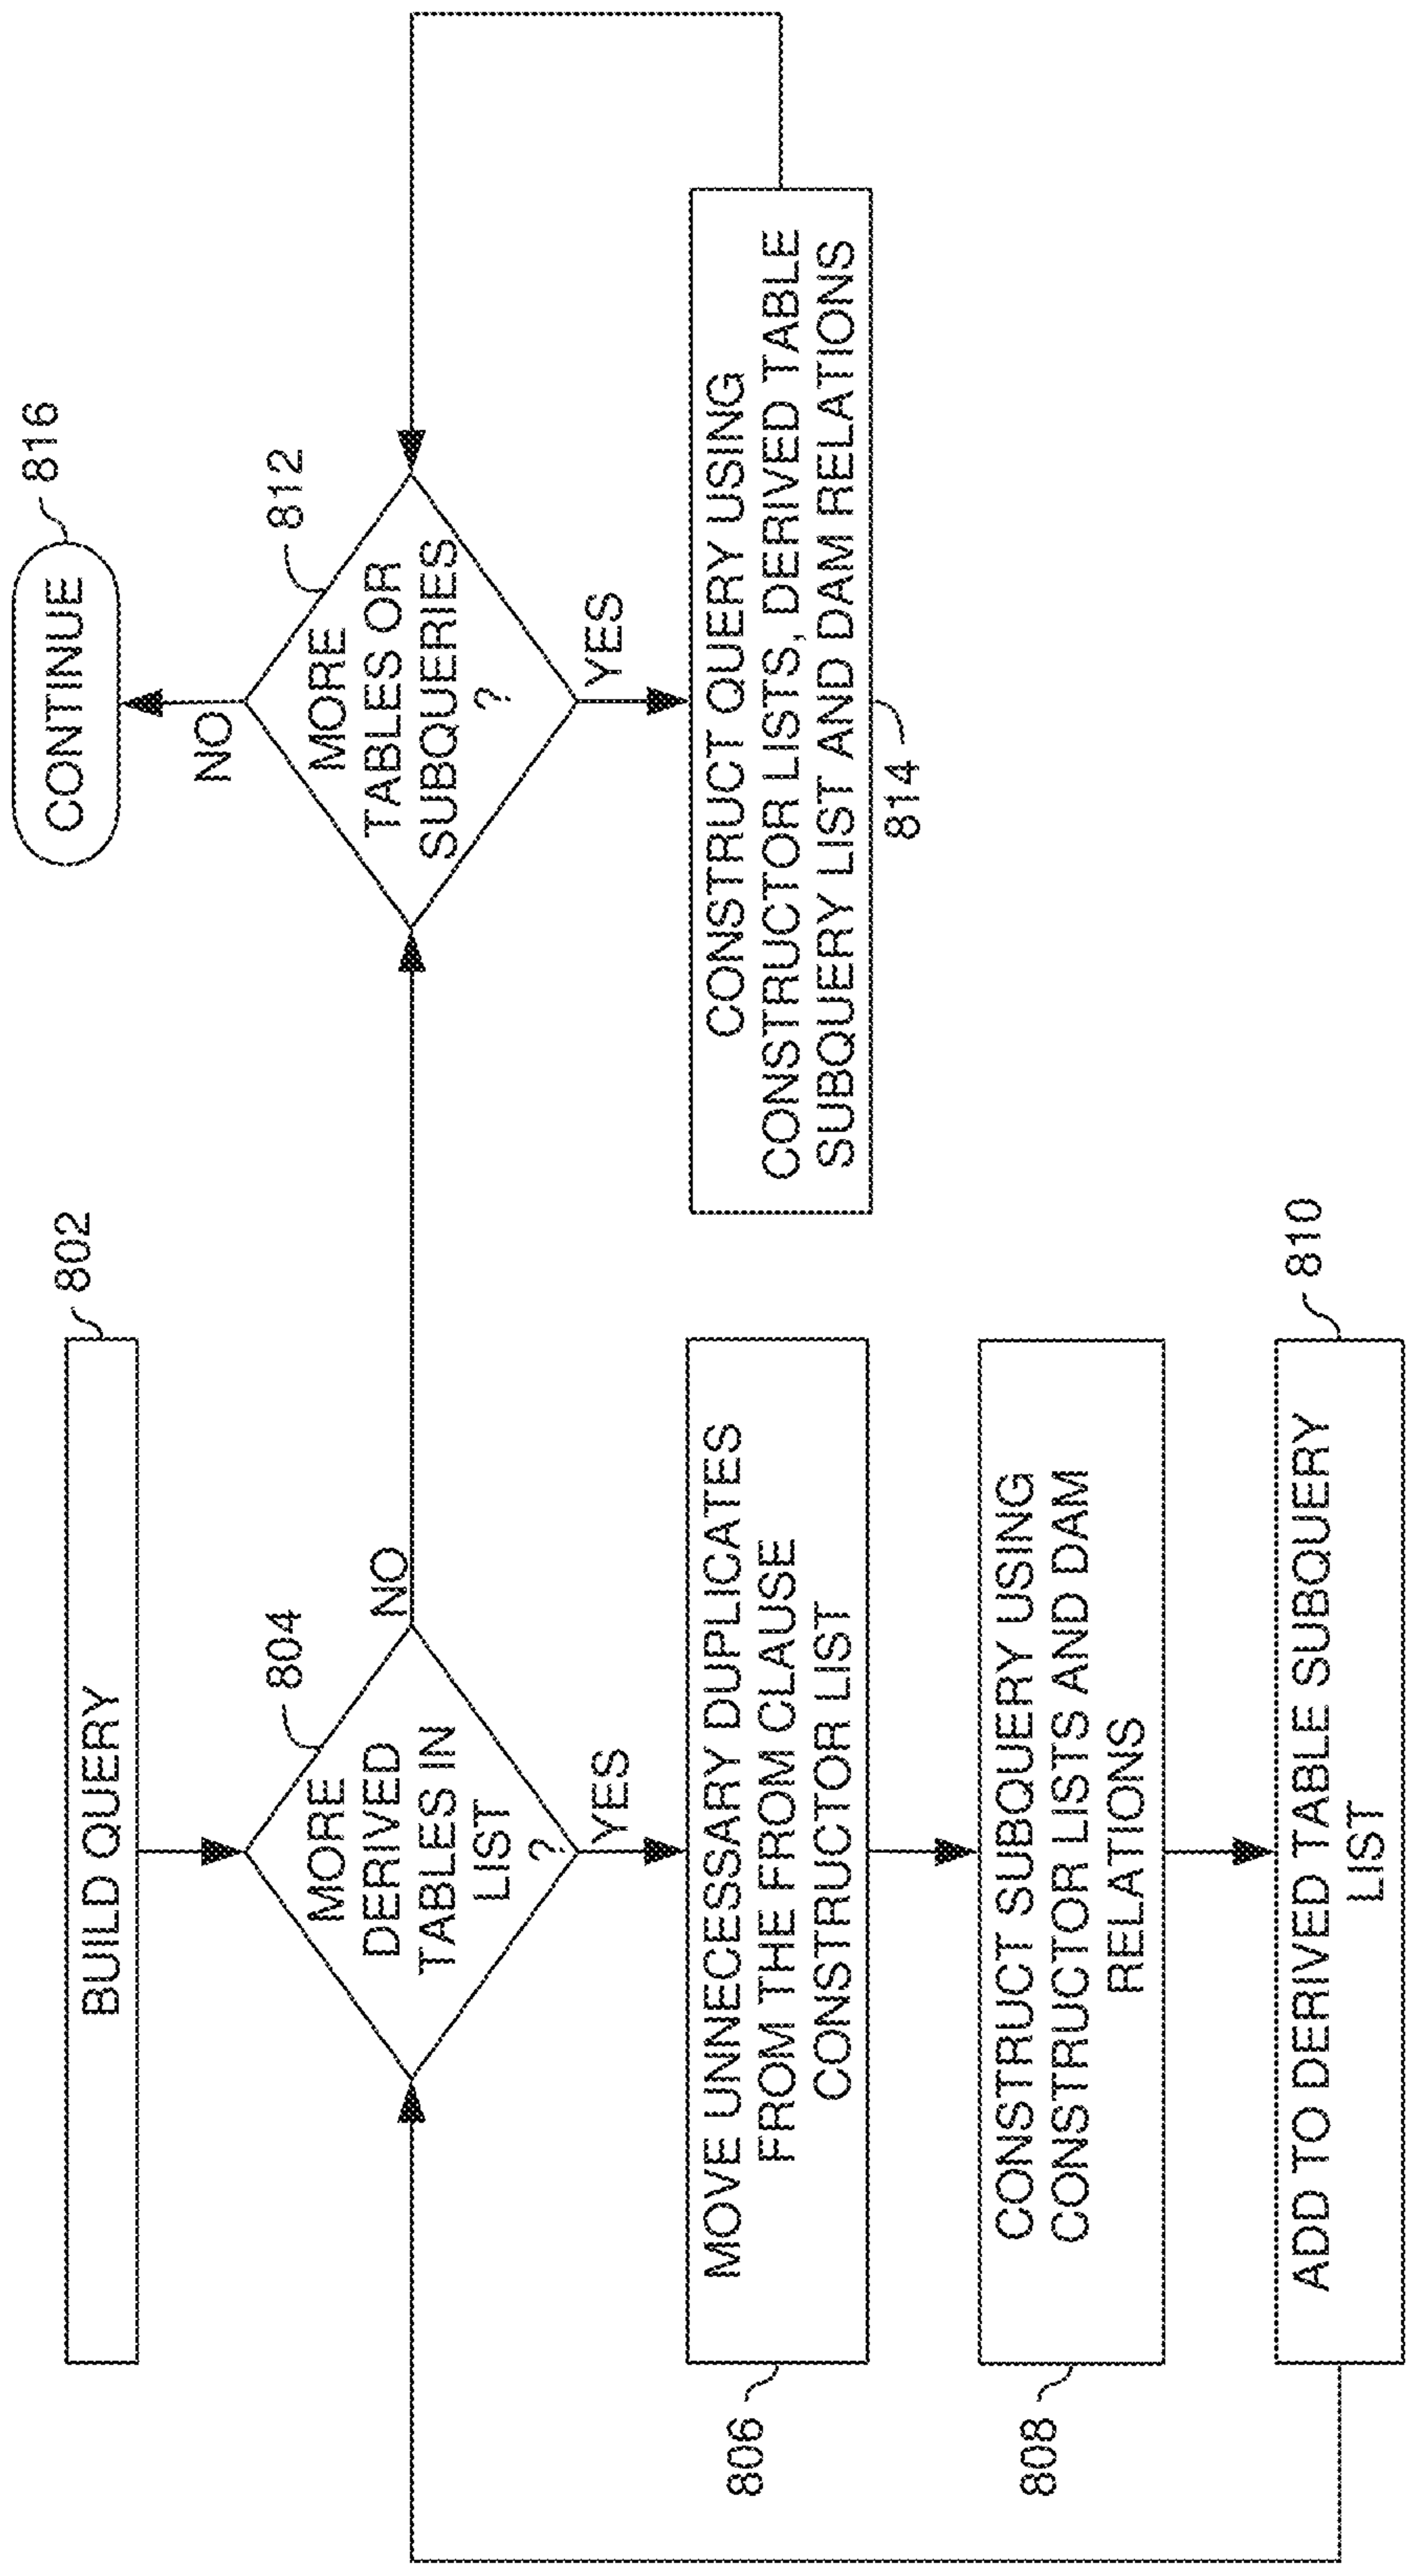 BUILD QUERY
802
804
MORE
DERIVED
TABLES IN
LIST
?
NO
YES
MOVE UNNECESSARY DUPLICATES
FROM THE FROM CLAUSE
CONSTRUCTOR LIST
806
CONSTRUCT SUBQUERY USING
CONSTRUCTOR LISTS AND DAM
RELATIONS
808
ADD TO DERIVED TABLE SUBQUERY
LIST
810
CONTINUE
816
NO
812
MORE
TABLES OR
SUBQUERIES
?
YES
CONSTRUCT QUERY USING
CONSTRUCTOR LISTS, DERIVED TABLE
SUBQUERY LIST AND DAM RELATIONS
814